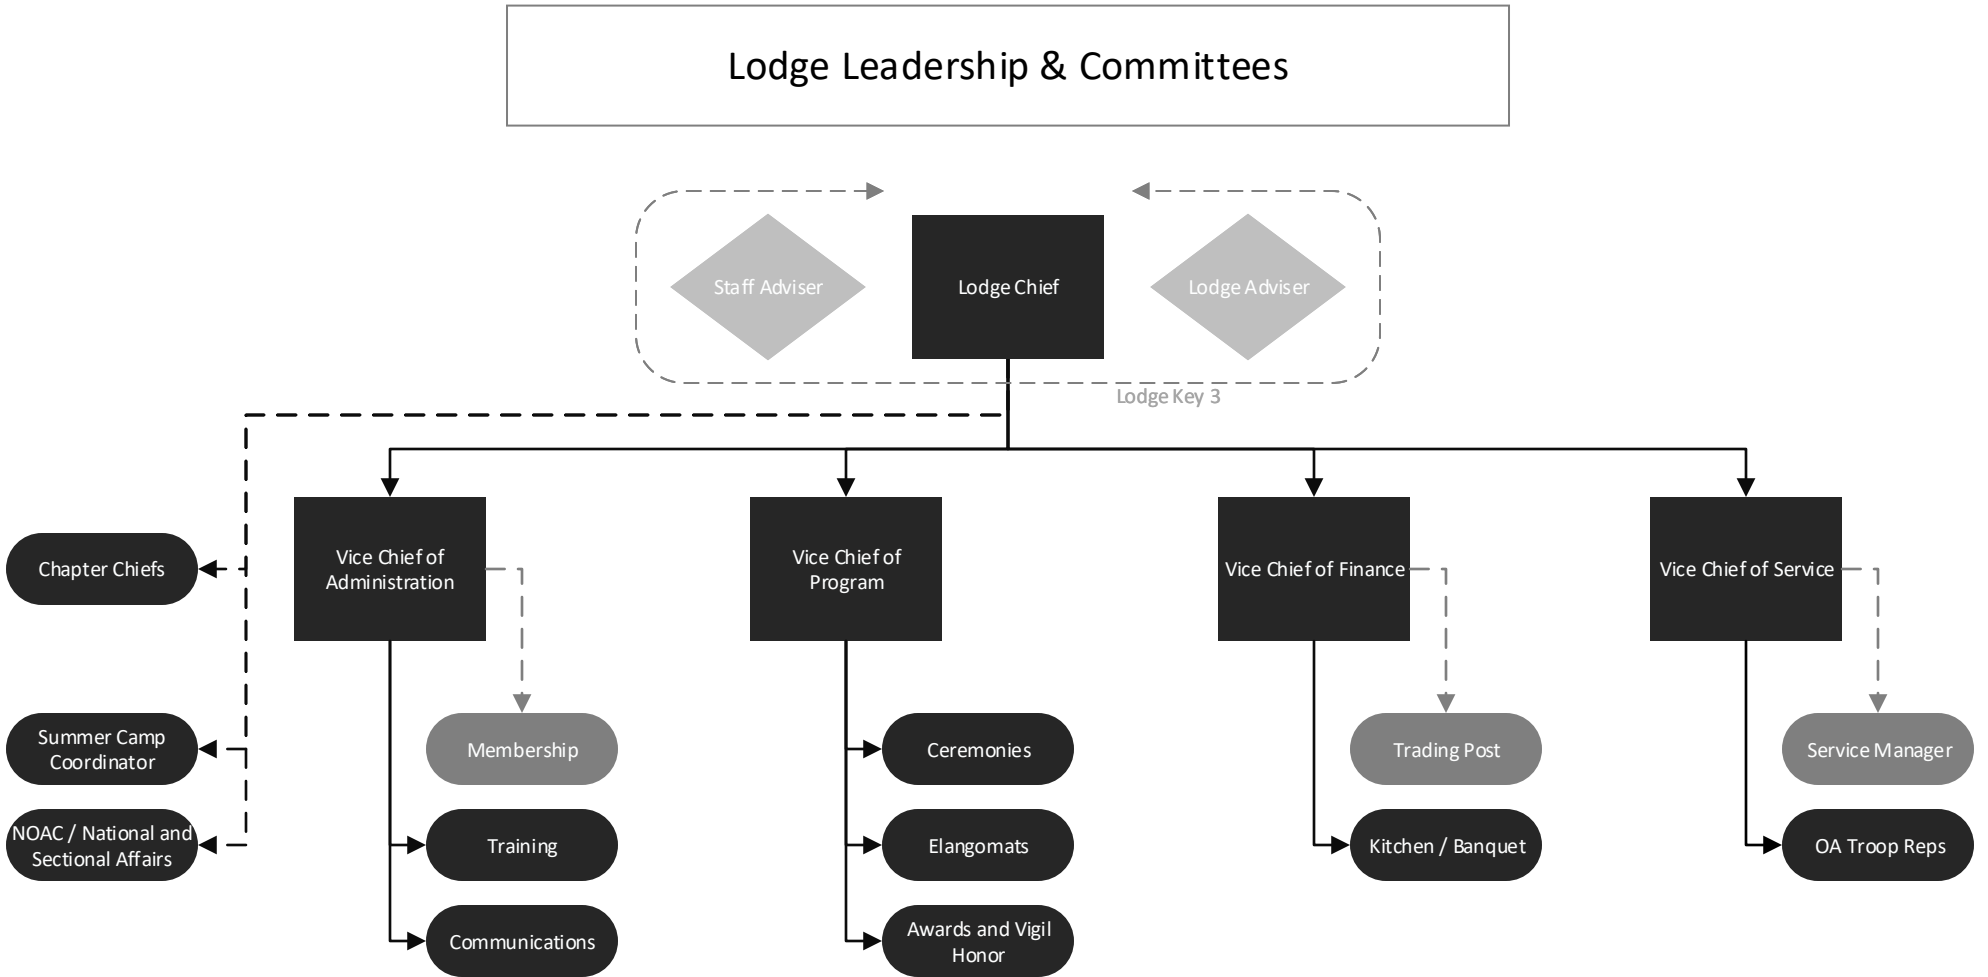 Lodge Leadership & Committees
Staff Adviser
Lodge Chief
Lodge Adviser
Lodge Key 3
Chapter Chiefs
Vice Chief of
Administration
Vice Chief of
Program
Vice Chief of Finance
Vice Chief of Service
Summer Camp
Coordinator
Membership
Ceremonies
Trading Post
Service Manager
NOAC / National and
Sectional Affairs
Training
Elangomats
Kitchen / Banquet
OA Troop Reps
Communications
Awards and Vigil
Honor